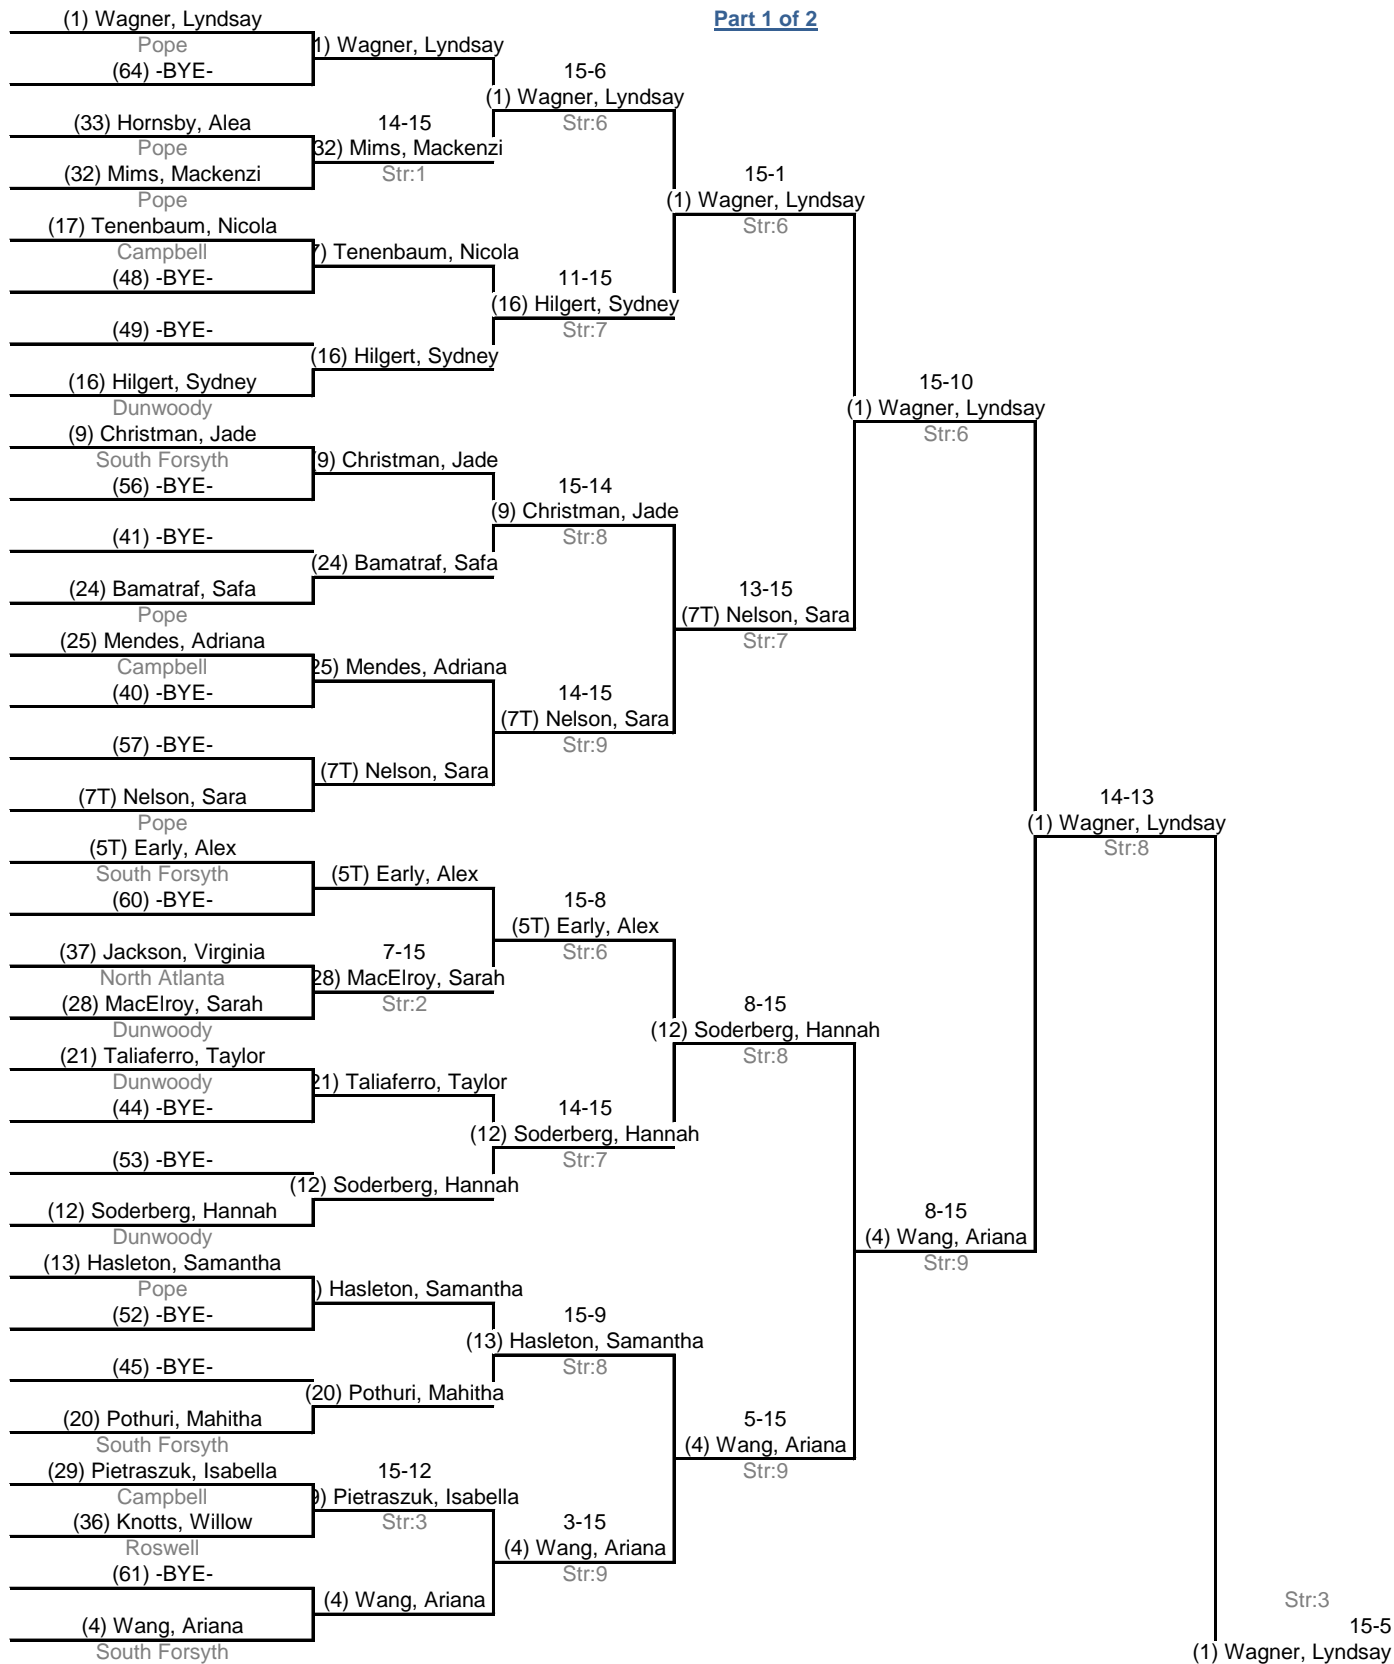 Part 1 of 2
(1) Wagner, Lyndsay
Pope
(64) -BYE-
(33) Hornsby, Alea
Pope
(32) Mims, Mackenzi
Pope
(17) Tenenbaum, Nicola
Campbell
(48) -BYE-
(49) -BYE-
(16) Hilgert, Sydney
Dunwoody
(9) Christman, Jade
South Forsyth
(56) -BYE-
(41) -BYE-
(24) Bamatraf, Safa
Pope
(25) Mendes, Adriana
Campbell
(40) -BYE-
(57) -BYE-
(7T) Nelson, Sara
Pope
(5T) Early, Alex
South Forsyth
(60) -BYE-
(37) Jackson, Virginia
North Atlanta
(28) MacElroy, Sarah
Dunwoody
(21) Taliaferro, Taylor
Dunwoody
(44) -BYE-
(53) -BYE-
(12) Soderberg, Hannah
Dunwoody
(13) Hasleton, Samantha
Pope
(52) -BYE-
(45) -BYE-
(20) Pothuri, Mahitha
South Forsyth
(29) Pietraszuk, Isabella
Campbell
(36) Knotts, Willow
Roswell
(61) -BYE-
(4) Wang, Ariana
South Forsyth
1) Wagner, Lyndsay
14-15
32) Mims, Mackenzi
Str:1
7) Tenenbaum, Nicola
(16) Hilgert, Sydney
(9) Christman, Jade
(24) Bamatraf, Safa
25) Mendes, Adriana
(7T) Nelson, Sara
(5T) Early, Alex
7-15
28) MacElroy, Sarah
Str:2
21) Taliaferro, Taylor
(12) Soderberg, Hannah
) Hasleton, Samantha
(20) Pothuri, Mahitha
15-12
9) Pietraszuk, Isabella
Str:3
(4) Wang, Ariana
15-6
(1) Wagner, Lyndsay
Str:6
11-15
(16) Hilgert, Sydney
Str:7
15-14
(9) Christman, Jade
Str:8
14-15
(7T) Nelson, Sara
Str:9
15-8
(5T) Early, Alex
Str:6
14-15
(12) Soderberg, Hannah
Str:7
15-9
(13) Hasleton, Samantha
Str:8
3-15
(4) Wang, Ariana
Str:9
15-1
(1) Wagner, Lyndsay
Str:6
13-15
(7T) Nelson, Sara
Str:7
8-15
(12) Soderberg, Hannah
Str:8
5-15
(4) Wang, Ariana
Str:9
15-10
(1) Wagner, Lyndsay
Str:6
8-15
(4) Wang, Ariana
Str:9
14-13
(1) Wagner, Lyndsay
Str:8
Str:3
15-5
(1) Wagner, Lyndsay